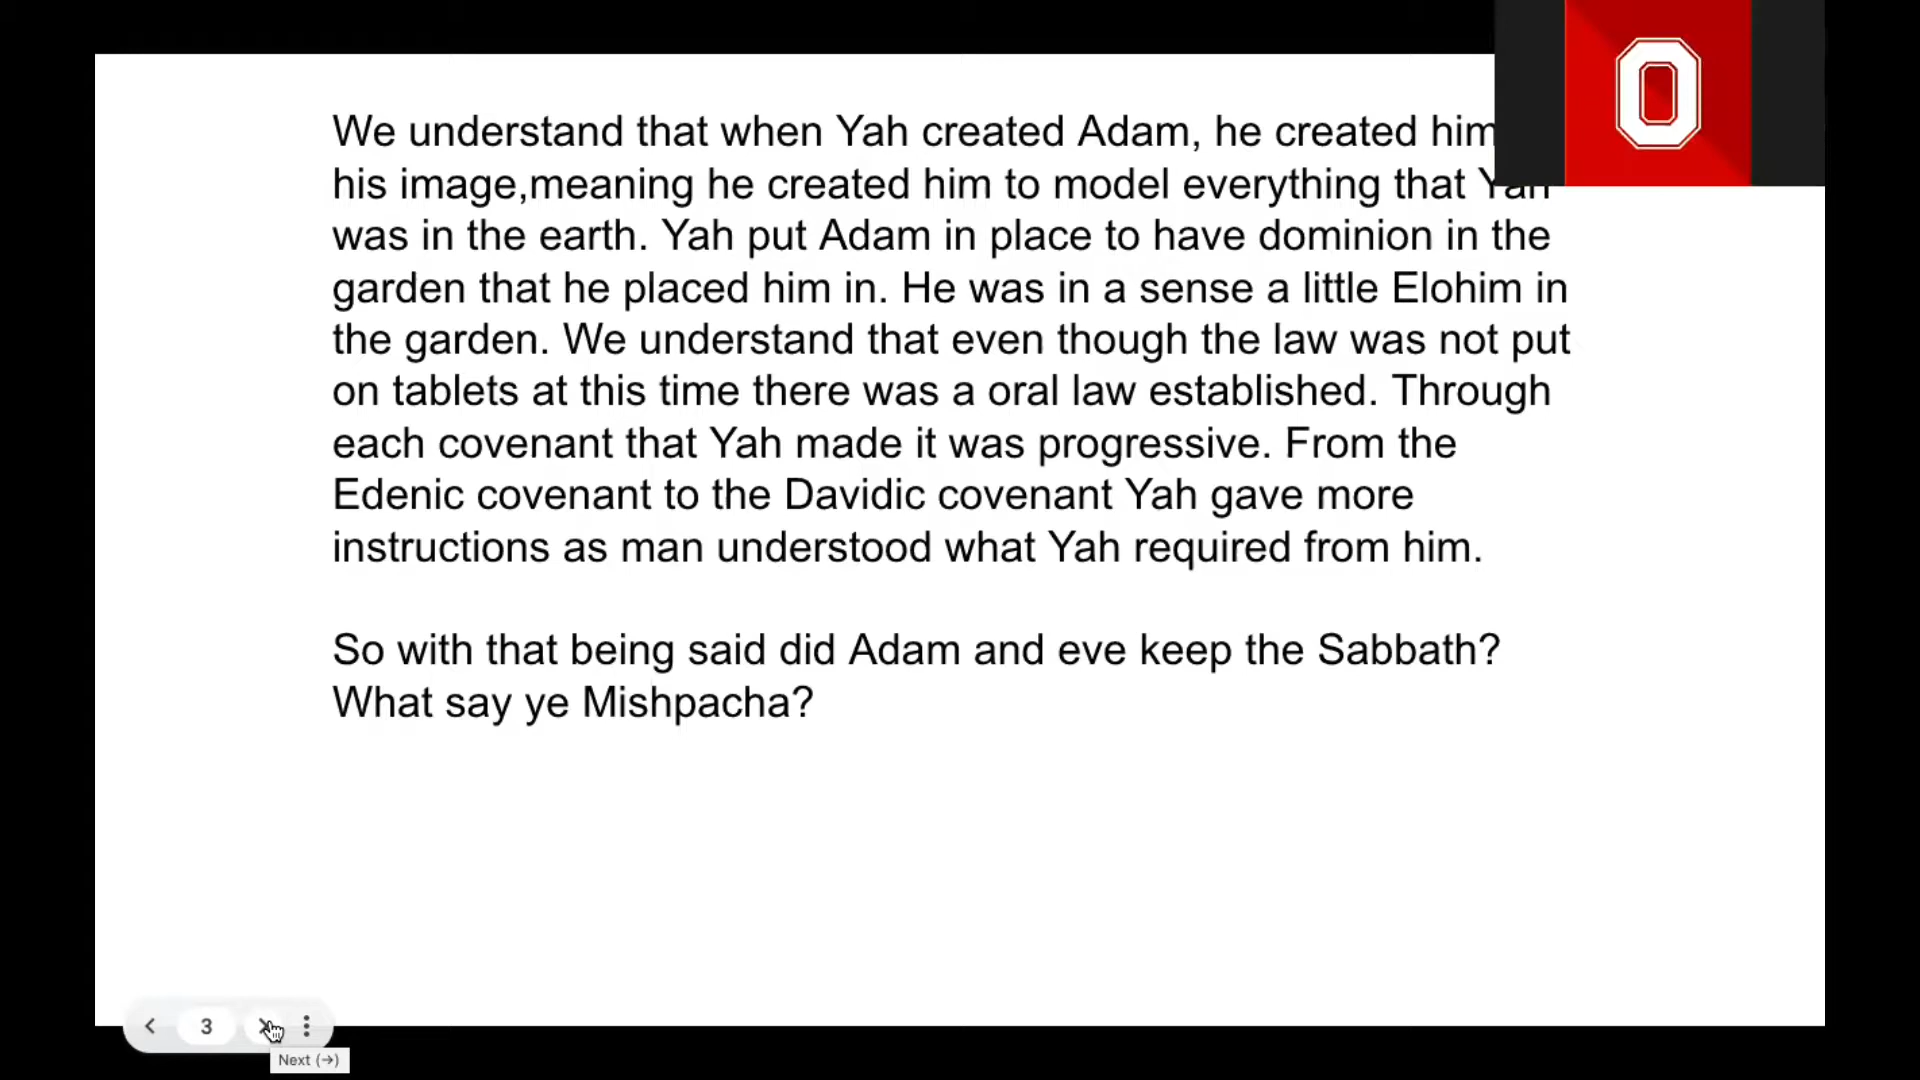 We understand that when Yah created Adam, he created him
his image,meaning he created him to model everything that Yah
was in the earth. Yah put Adam in place to have dominion in the
garden that he placed him in. He was in a sense a little Elohim in
the garden. We understand that even though the law was not put
on tablets at this time there was a oral law established. Through
each covenant that Yah made it was progressive. From the
Edenic covenant to the Davidic covenant Yah gave more
instructions as man understood what Yah required from him.
So with that being said did Adam and eve keep the Sabbath?
What say ye Mishpacha?
O
3
Next (→)